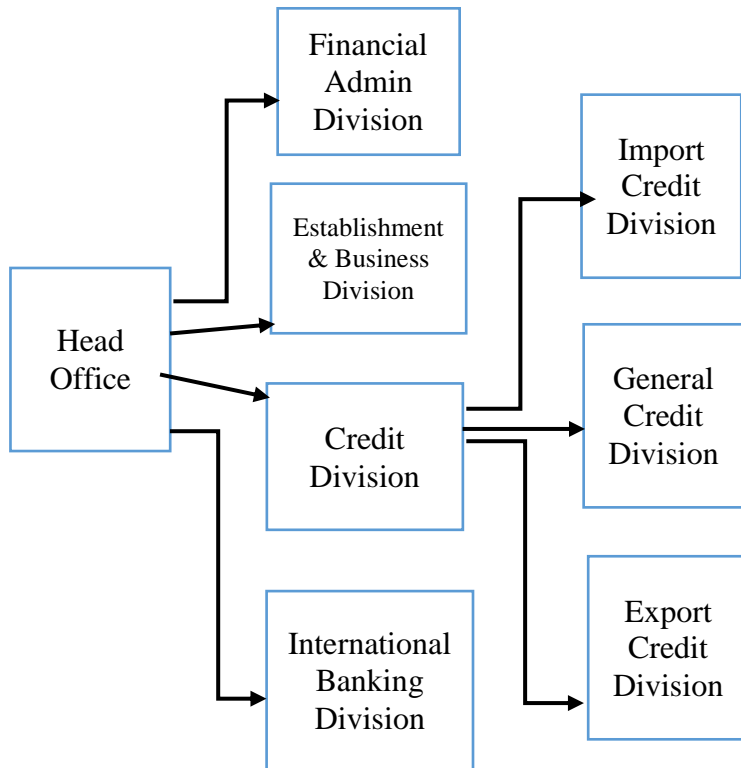 Financial
Admin
Division
Establishment
& Business
Division
Head
Office
Credit
Division
International
Banking
Division
Import
Credit
Division
General
Credit
Division
Export
Credit
Division